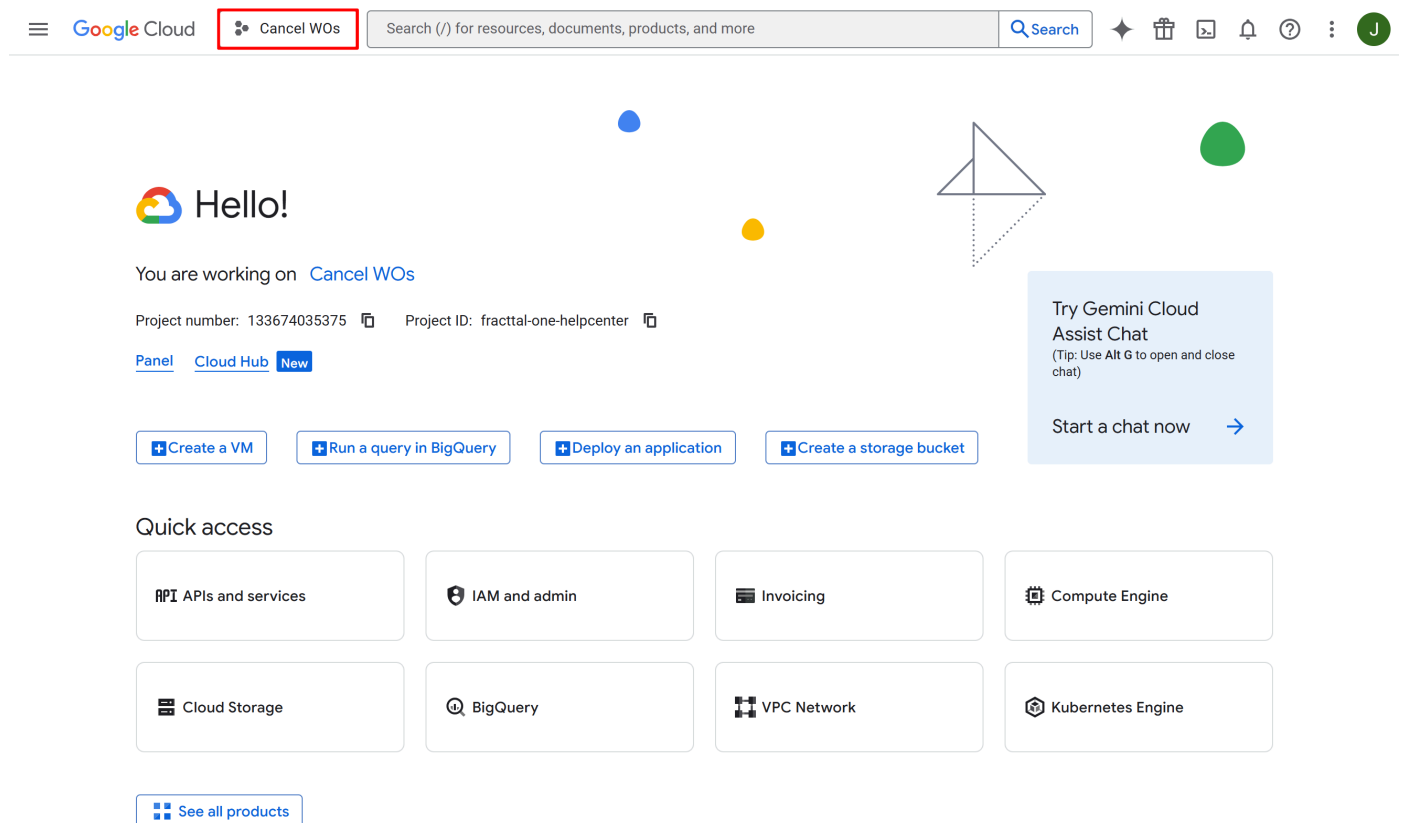 Google Cloud Cancel WOs Search (/) for resources, documents, products, and more Search J
Hello!
You are working on Cancel WOs
Project number: 133674035375 Project ID: fracttal-one-helpcenter
Panel Cloud Hub New
Try Gemini Cloud
Assist Chat
(Tip: Use Alt G to open and close
chat)
Start a chat now
Create a VM Run a query in BigQuery Deploy an application Create a storage bucket
Quick access
API APIs and services IAM and admin Invoicing Compute Engine
Cloud Storage BigQuery VPC Network Kubernetes Engine
See all products